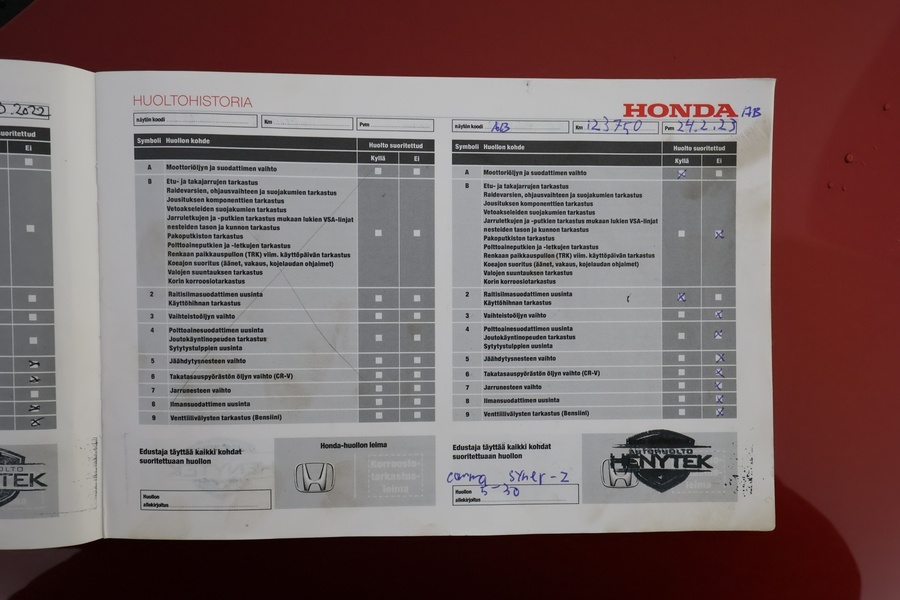 3.2022
suoritettud
Ei
TEK
HUOLTOHISTORIA
näytön koodi
Km
Pvm
Symboli Huollon kohde Huolto suoritettud
Kyllä Ei
A Moottoriöljyn ja suodattimen vaihto
B Etu- ja takajarrujen tarkastus
Raidevarsien, ohjausvaihteen ja suojakumien tarkastus
Jousituksen komponenttien tarkastus
Vetoakseleiden suojakumien tarkastus
Jarruletkujen ja -putkien tarkastus mukaan lukien VSA-linjat
nesteiden tason ja kunnon tarkastus
Pakoputkiston tarkastus
Polttoaineputkien ja -letkujen tarkastus
Renkaan paikkauspullon (TRK) viim. käyttöpäivän tarkastus
Koeajon suoritus (äänet, vakaus, kojelaudan ohjaimet)
Valojen suuntauksen tarkastus
Korin korroosiotarkastus
2 Raitisilmasuodattimen uusinta
Käyttöhihnan tarkastus
3 Vaihteistoöljyn vaihto
4 Polttoainesuodattimen uusinta
Joutokäyntinopeuden tarkastus
Sytytystulppien uusinta
5 Jäähdytysnesteen vaihto
6 Takatasauspyörästön öljyn vaihto (CR-V)
7 Jarrunesteen vaihto
8 Ilmansuodattimen uusinta
9 Venttiilivälysten tarkastus (Bensiini)
Edustaja täyttää kaikki kohdat
suoritettuaan huollon
Honda-huollon leima
Korroosio-
tarkastus-
leima
Huollon
allekirjoitus
HONDA AB
näytön koodi AB
Km 123750
Pvm 24.2.23
Symboli Huollon kohde Huolto suoritettud
Kyllä Ei
A Moottoriöljyn ja suodattimen vaihto
B Etu- ja takajarrujen tarkastus
Raidevarsien, ohjausvaihteen ja suojakumien tarkastus
Jousituksen komponenttien tarkastus
Vetoakseleiden suojakumien tarkastus
Jarruletkujen ja -putkien tarkastus mukaan lukien VSA-linjat
nesteiden tason ja kunnon tarkastus
Pakoputkiston tarkastus
Polttoaineputkien ja -letkujen tarkastus
Renkaan paikkauspullon (TRK) viim. käyttöpäivän tarkastus
Koeajon suoritus (äänet, vakaus, kojelaudan ohjaimet)
Valojen suuntauksen tarkastus
Korin korroosiotarkastus
2 Raitisilmasuodattimen uusinta
Käyttöhihnan tarkastus
3 Vaihteistoöljyn vaihto
4 Polttoainesuodattimen uusinta
Joutokäyntinopeuden tarkastus
Sytytystulppien uusinta
5 Jäähdytysnesteen vaihto
6 Takatasauspyörästön öljyn vaihto (CR-V)
7 Jarrunesteen vaihto
8 Ilmansuodattimen uusinta
9 Venttiilivälysten tarkastus (Bensiini)
Edustaja täyttää kaikki kohdat
suoritettuaan huollon
AUTOHUOLTO
HENYTEK
leima
Syner-Z
5-30
Huollon
allekirjoitus